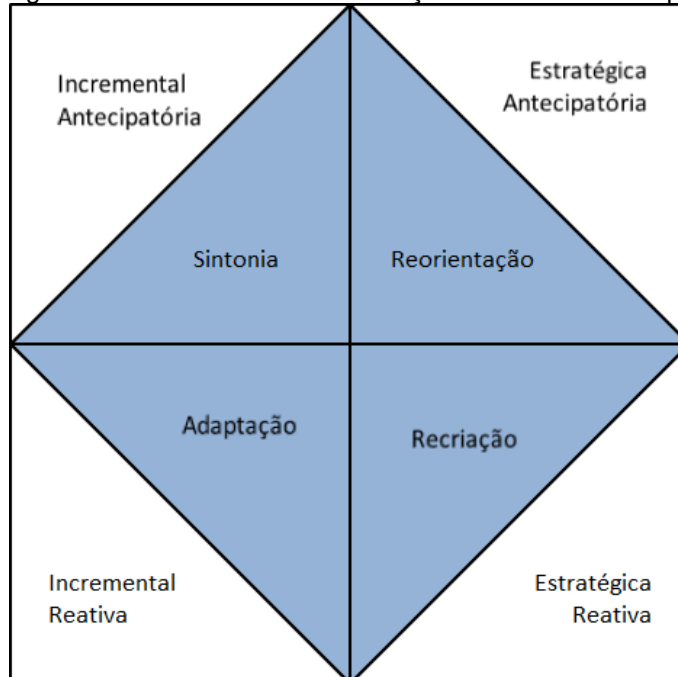 Incremental
Antecipatória
Estratégica
Antecipatória
Sintonia
Reorientação
Adaptação
Recriação
Incremental
Reativa
Estratégica
Reativa